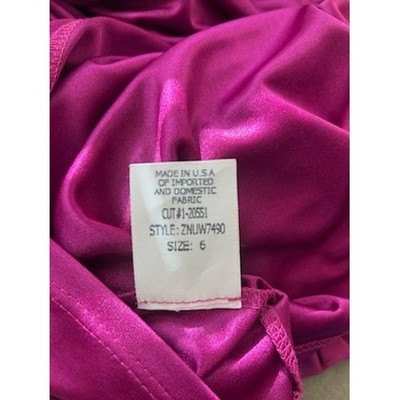 MADE IN U.S.A
OF IMPORTED
AND DOMESTIC
FABRIC
CUT#1-20551
STYLE: ZNUW7490
SIZE: 6